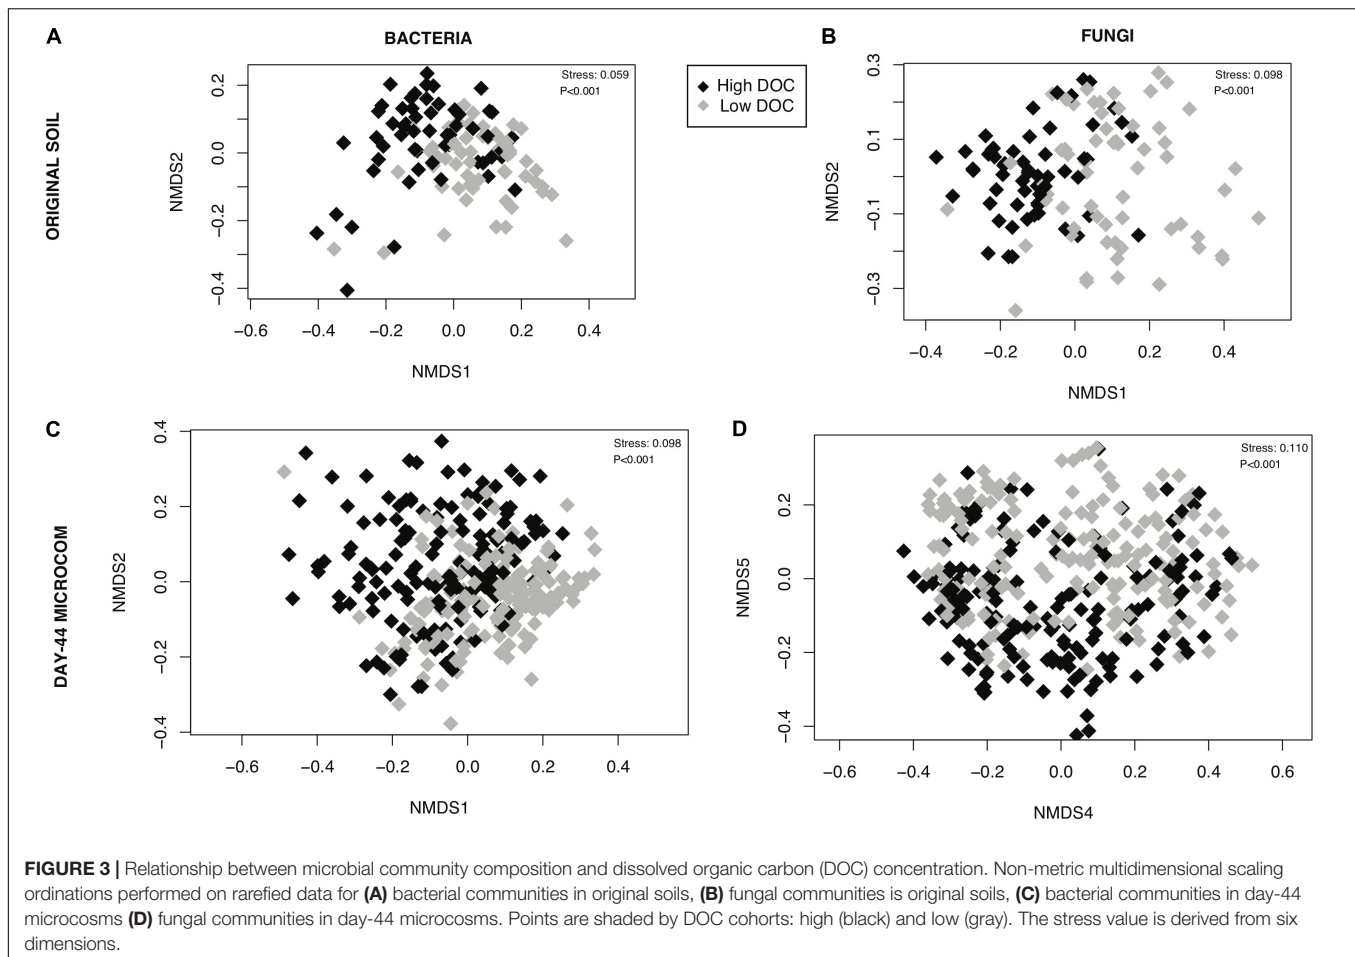 A
BACTERIA
B
FUNGI
ORIGINAL SOIL
NMDS2
0.2
0.0
−0.2
−0.4
Stress: 0.059
P<0.001
−0.6 −0.4 −0.2 0.0 0.2 0.4
NMDS1
High DOC
Low DOC
NMDS2
0.3
0.1
−0.1
−0.3
Stress: 0.098
P<0.001
−0.4 −0.2 0.0 0.2 0.4
NMDS1
C
DAY-44 MICROCOM
NMDS2
0.4
0.2
0.0
−0.2
−0.4
Stress: 0.098
P<0.001
−0.6 −0.4 −0.2 0.0 0.2 0.4
NMDS1
D
NMDS5
0.2
0.0
−0.2
−0.4
Stress: 0.110
P<0.001
−0.6 −0.4 −0.2 0.0 0.2 0.4 0.6
NMDS4
FIGURE 3 | Relationship between microbial community composition and dissolved organic carbon (DOC) concentration. Non-metric multidimensional scaling
ordinations performed on rarefied data for (A) bacterial communities in original soils, (B) fungal communities is original soils, (C) bacterial communities in day-44
microcosms (D) fungal communities in day-44 microcosms. Points are shaded by DOC cohorts: high (black) and low (gray). The stress value is derived from six
dimensions.